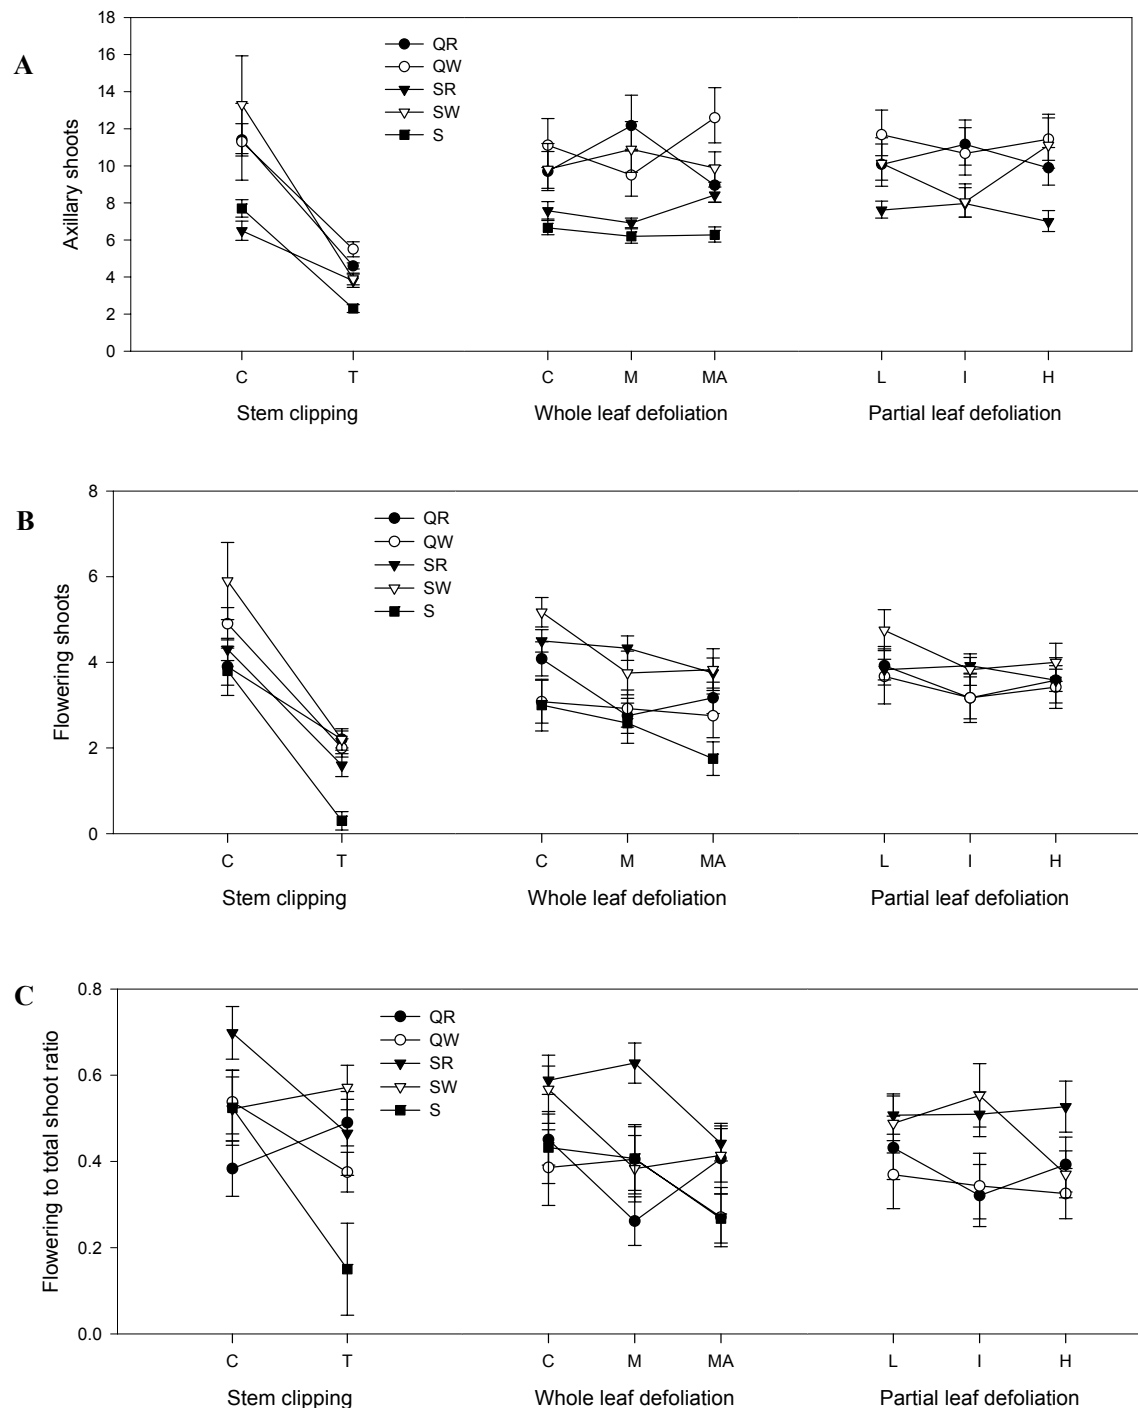 A
18
16
14
12
10
8
6
4
2
0
Axillary shoots
QR
QW
SR
SW
S
C T C M MA L I H
Stem clipping Whole leaf defoliation Partial leaf defoliation
B
8
6
4
2
0
Flowering shoots
QR
QW
SR
SW
S
C T C M MA L I H
Stem clipping Whole leaf defoliation Partial leaf defoliation
C
0.8
0.6
0.4
0.2
0.0
Flowering to total shoot ratio
QR
QW
SR
SW
S
C T C M MA L I H
Stem clipping Whole leaf defoliation Partial leaf defoliation